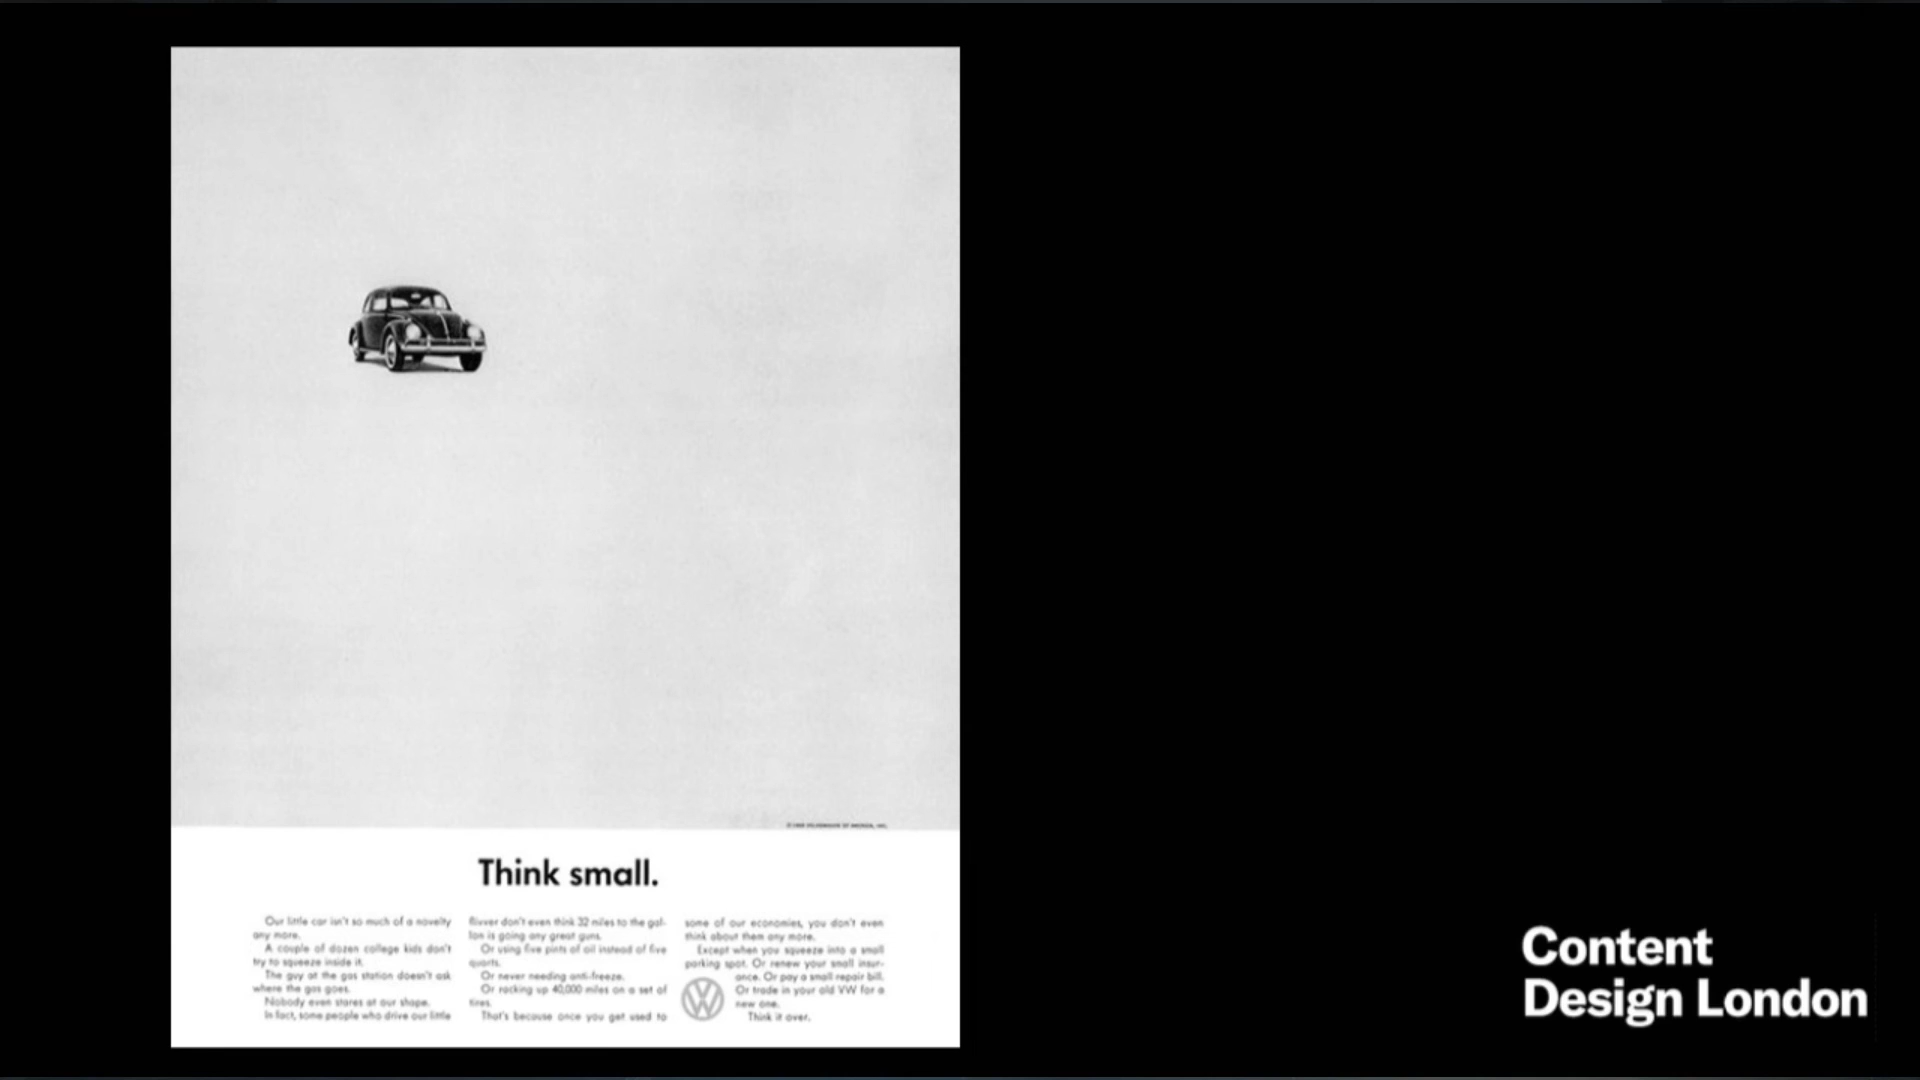 © 1960 VOLKSWAGEN OF AMERICA, INC.
Think small.
Our little car isn't so much of a novelty
any more.
A couple of dozen college kids don't
try to squeeze inside it.
The guy at the gas station doesn't ask
where the gas goes.
Nobody even stares at our shape.
In fact, some people who drive our little
flivver don't even think 32 miles to the gal-
lon is going any great guns.
Or using five pints of oil instead of five
quarts.
Or never needing anti-freeze.
Or racking up 40,000 miles on a set of
tires.
That's because once you get used to
some of our economies, you don't even
think about them any more.
Except when you squeeze into a small
parking spot. Or renew your small insur-
ance. Or pay a small repair bill.
Or trade in your old VW for a
new one.
Think it over.
Content
Design London